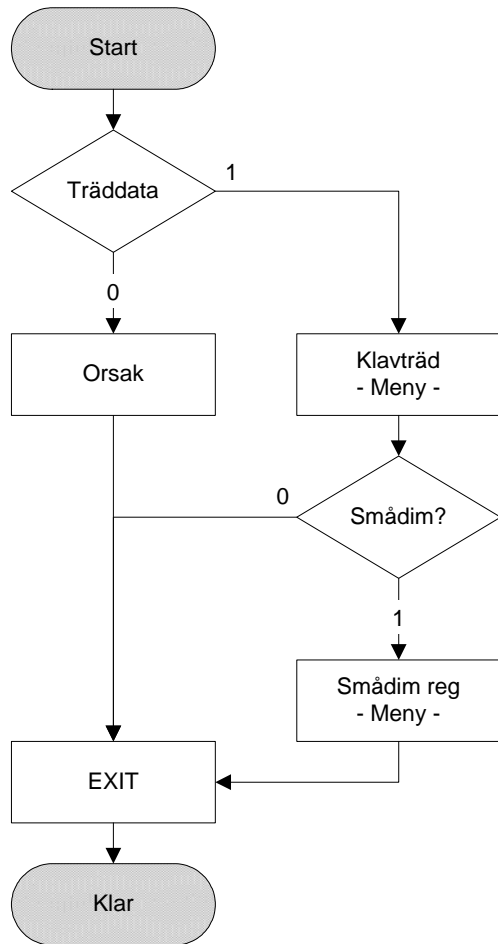 Start
Träddata
1
0
Orsak
Klavträd
- Meny -
0
Smådim?
1
Smådim reg
- Meny -
EXIT
Klar